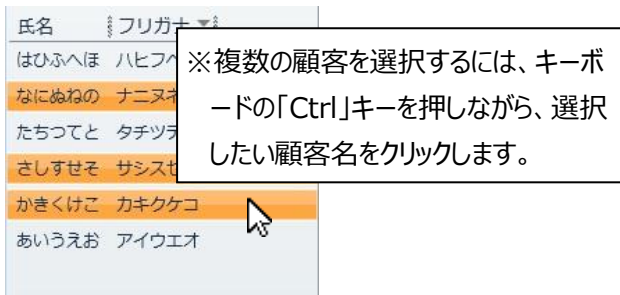 氏名 フリガナ
はひふへほ ハヒフヘ
なにぬねの ナニヌネ
たちつてと タチツテ
さしすせそ サシスセ
かきくけこ カキクケコ
あいうえお アイウエオ
※複数の顧客を選択するには、キーボ
ードの「Ctrl」キーを押しながら、選択
したい顧客名をクリックします。